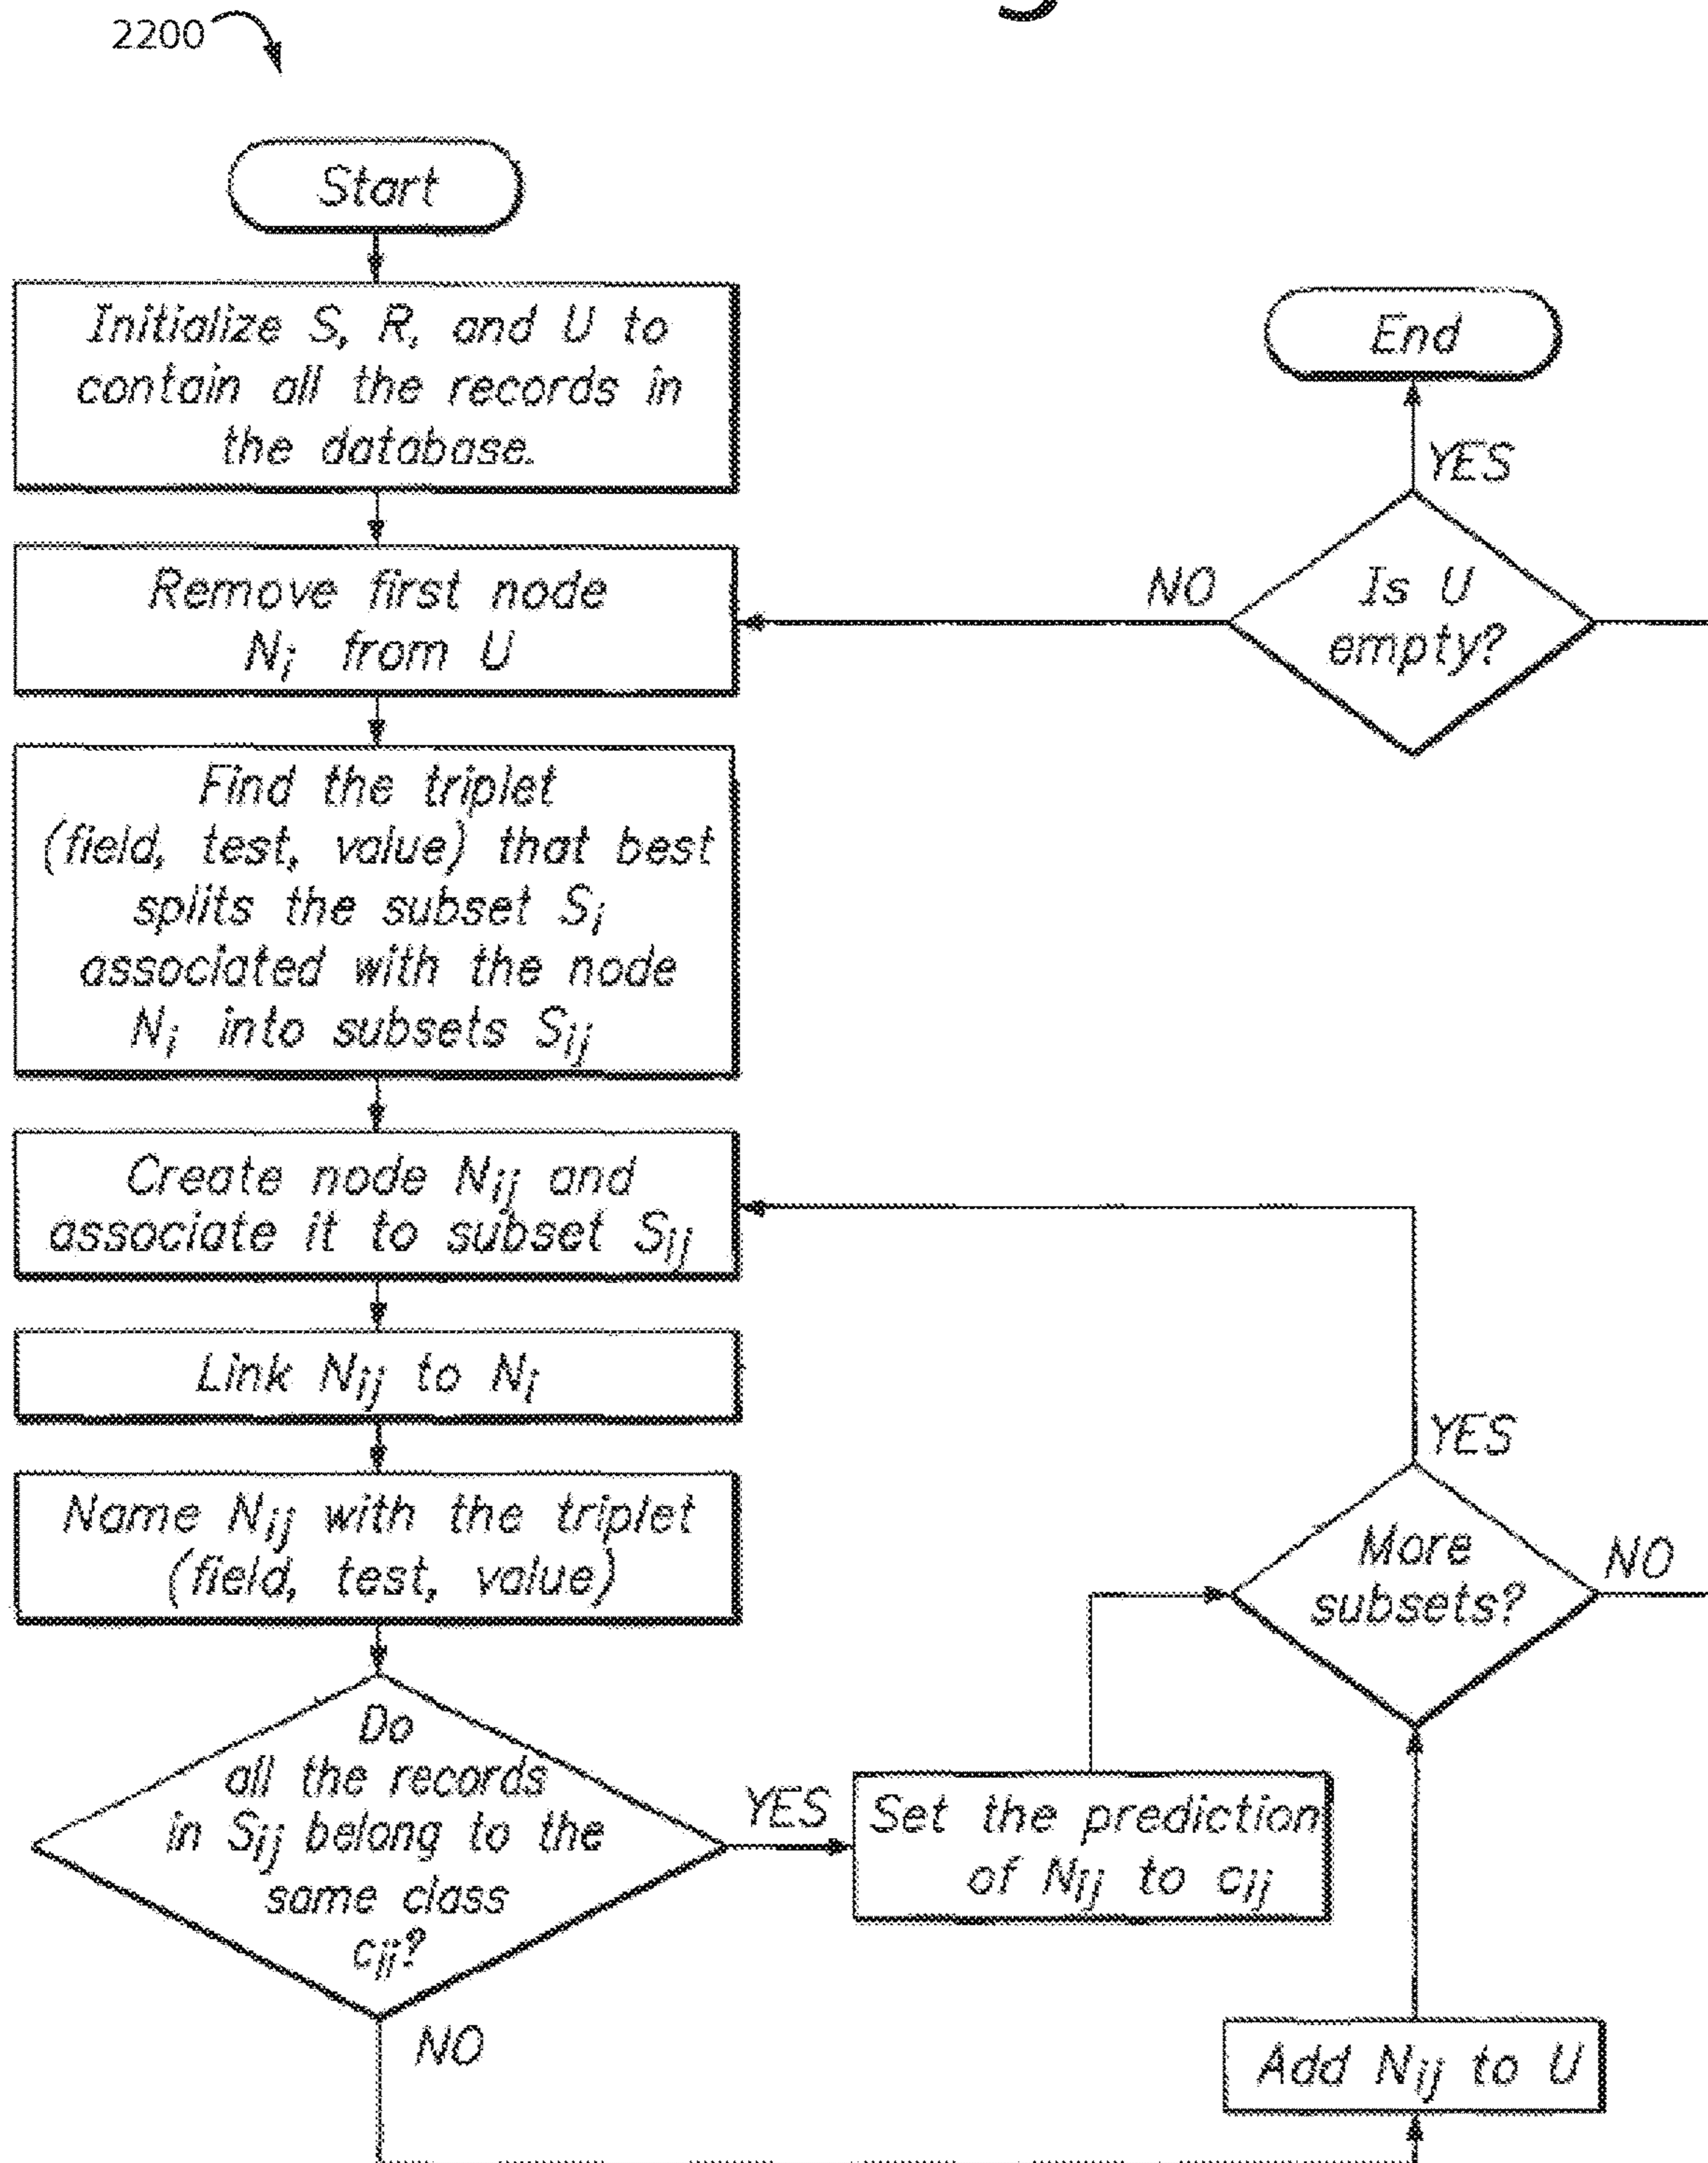 2200
Start
Initialize S, R, and U to
contain all the records in
the database.
Remove first node
Ni from U
Find the triplet
(field, test, value) that best
splits the subset Si
associated with the node
Ni into subsets Sij
Create node Nij and
associate it to subset Sij
Link Nij to Ni
Name Nij with the triplet
(field, test, value)
Do
all the records
in Sij belong to the
same class
cij?
YES
NO
Set the prediction
of Nij to cij
Add Nij to U
More
subsets?
YES
NO
Is U
empty?
NO
YES
End